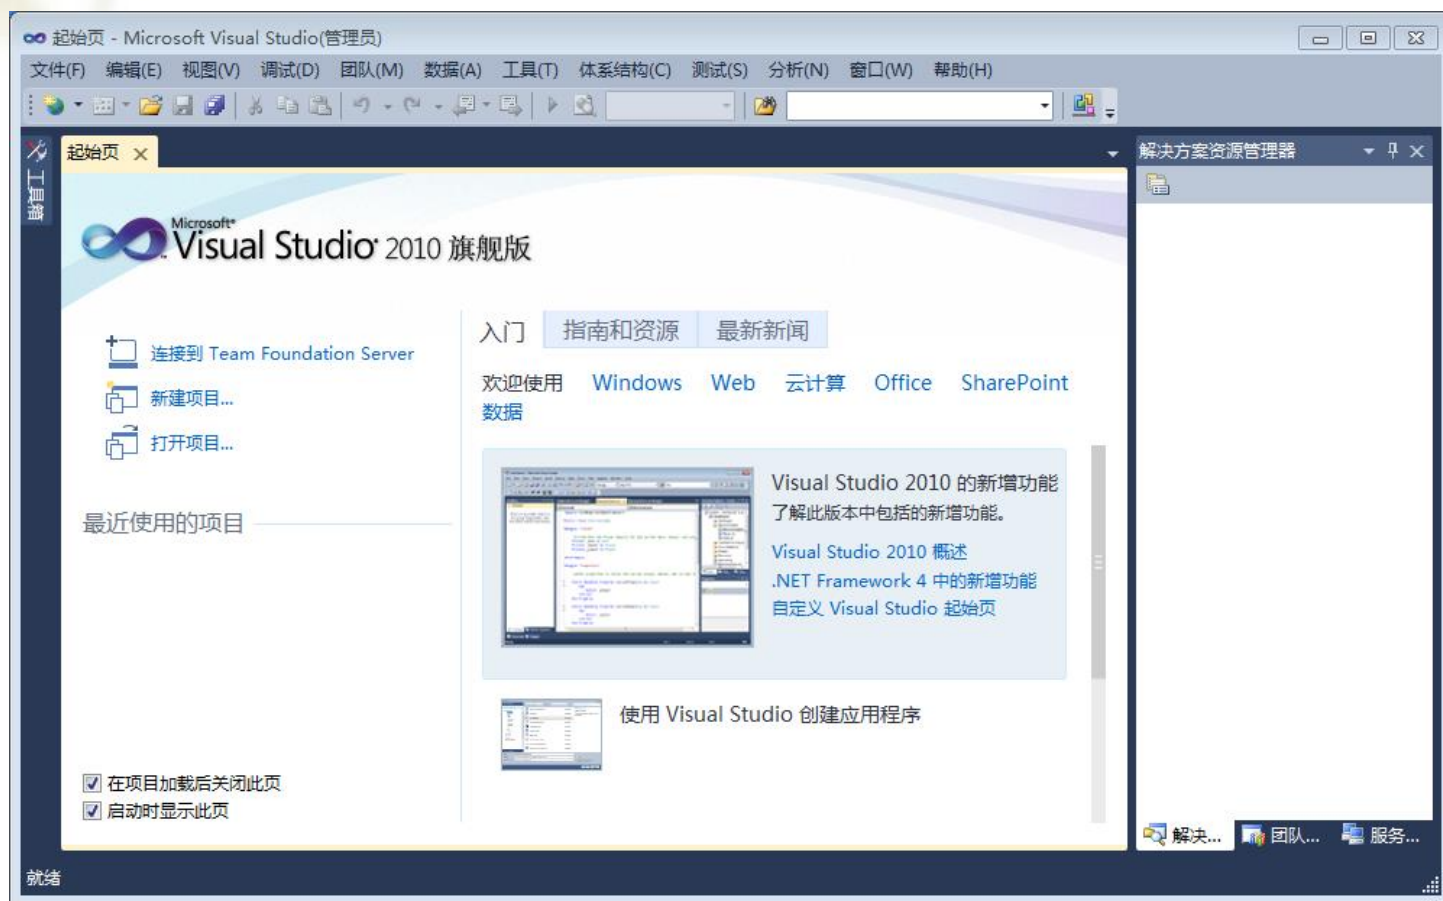 起始页 - Microsoft Visual Studio(管理员)
文件(F) 编辑(E) 视图(V) 调试(D) 团队(M) 数据(A) 工具(T) 体系结构(C) 测试(S) 分析(N) 窗口(W) 帮助(H)
工具箱
起始页
解决方案资源管理器
Microsoft
Visual Studio 2010 旗舰版
连接到 Team Foundation Server
新建项目...
打开项目...
最近使用的项目
在项目加载后关闭此页
启动时显示此页
入门 指南和资源 最新新闻
欢迎使用 Windows Web 云计算 Office SharePoint
数据
Visual Studio 2010 的新增功能
了解此版本中包括的新增功能。
Visual Studio 2010 概述
.NET Framework 4 中的新增功能
自定义 Visual Studio 起始页
使用 Visual Studio 创建应用程序
解决... 团队... 服务...
就绪